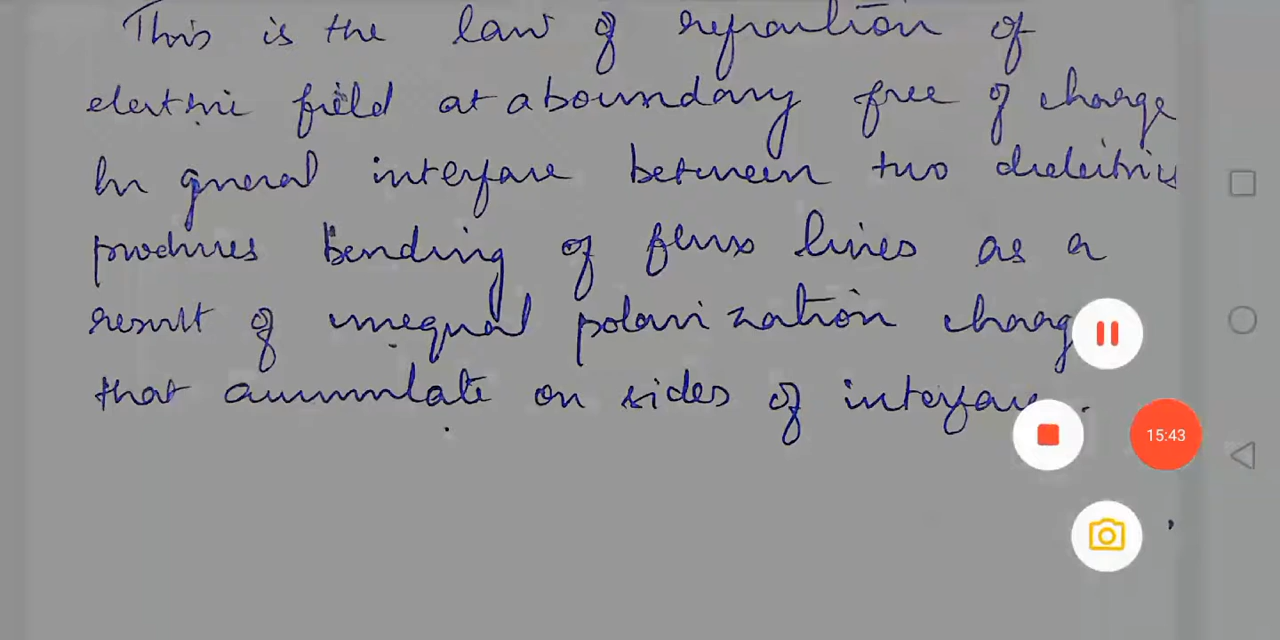 This is the law of refraction of
electric field at a boundary free of charge
In general interface between two dielectrics
produces bending of flux lines as a
result of unequal polarization charg
that accumulate on sides of interface.
15:43